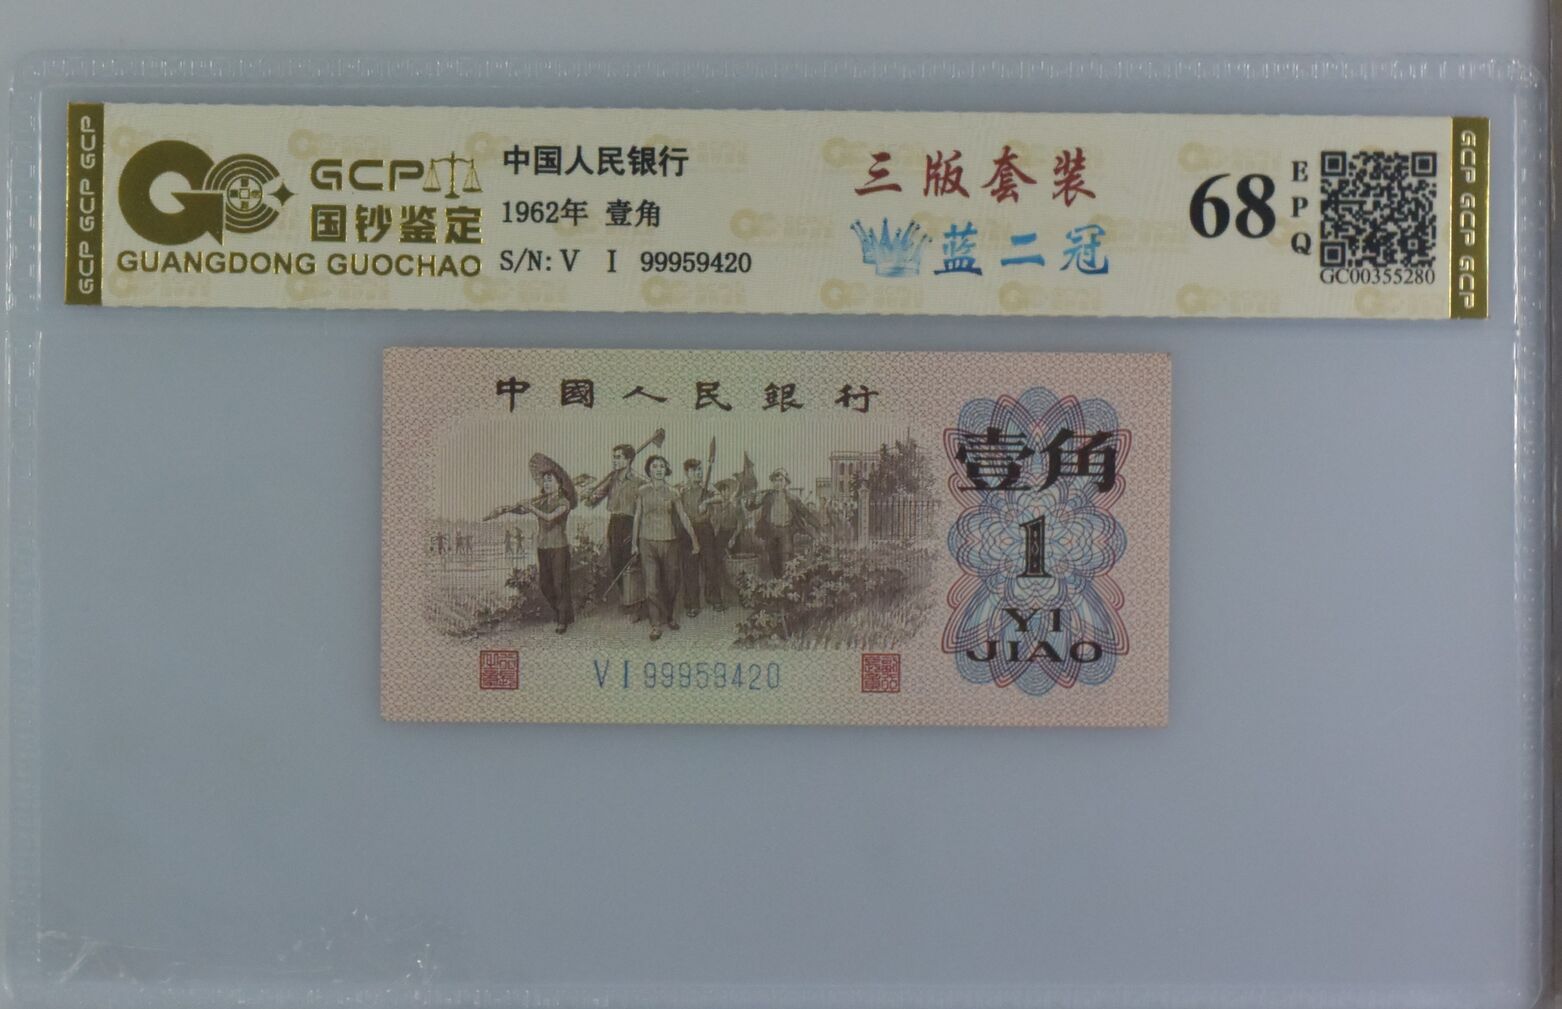 GCP GCP GCP
GCP
国钞鉴定
GUANGDONG GUOCHAO
中国人民银行
1962年 壹角
S/N: V I 99959420
三版套装
蓝二冠
68
EPQ
GC00355280
GCP GCP GCP
中國人民銀行
壹角
1
YI
JIAO
VI 99959420